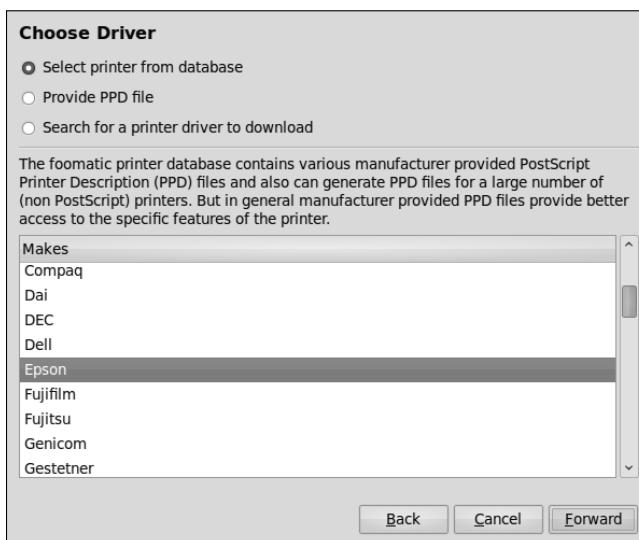 Choose Driver
Select printer from database
Provide PPD file
Search for a printer driver to download
The foomatic printer database contains various manufacturer provided PostScript
Printer Description (PPD) files and also can generate PPD files for a large number of
(non PostScript) printers. But in general manufacturer provided PPD files provide better
access to the specific features of the printer.
Makes
Compaq
Dai
DEC
Dell
Epson
Fujifilm
Fujitsu
Genicom
Gestetner
Back Cancel Forward